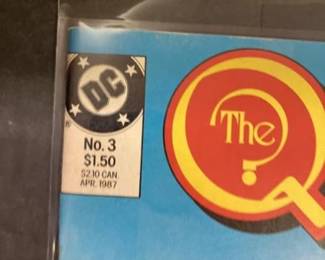 DC
No. 3
$1.50
$2.10 CAN.
APR. 1987
The
Q